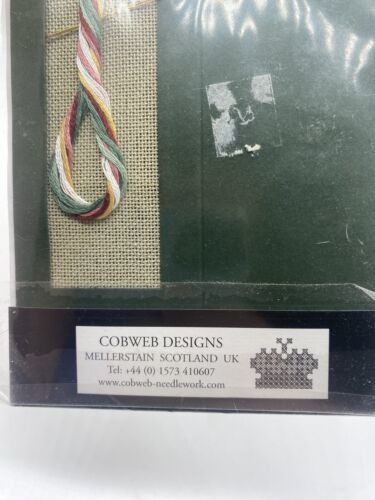 COBWEB DESIGNS
MELLERSTAIN SCOTLAND UK
Tel: +44 (0) 1573 410607
www.cobweb-needlework.com